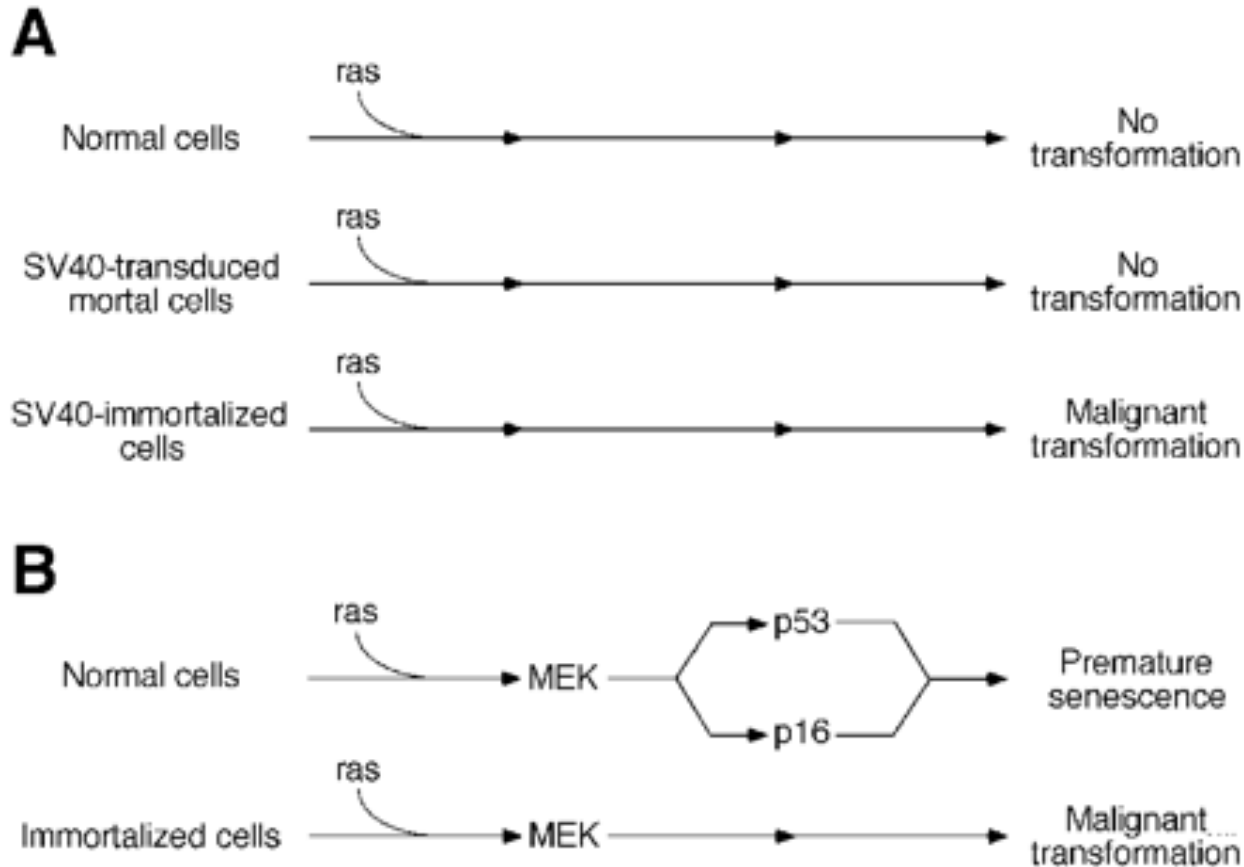 A
ras
Normal cells
No
transformation
ras
SV40-transduced
mortal cells
No
transformation
ras
SV40-immortalized
cells
Malignant
transformation
B
ras
Normal cells
MEK
p53
p16
Premature
senescence
ras
Immortalized cells
MEK
Malignant
transformation